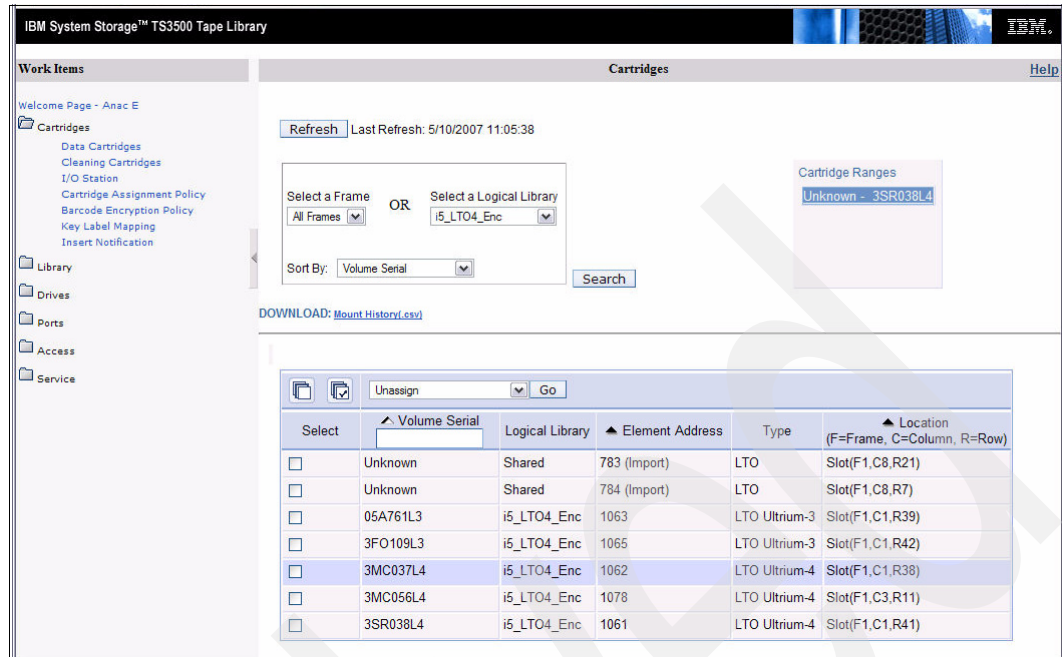 IBM System Storage™ TS3500 Tape Library
IBM.
Work Items
Cartridges
Help
Welcome Page - Anac E
Cartridges
Data Cartridges
Cleaning Cartridges
I/O Station
Cartridge Assignment Policy
Barcode Encryption Policy
Key Label Mapping
Insert Notification
Library
Drives
Ports
Access
Service
Refresh Last Refresh: 5/10/2007 11:05:38
Select a Frame OR Select a Logical Library
All Frames i5_LTO4_Enc
Sort By: Volume Serial
Search
Cartridge Ranges
Unknown - 3SR038L4
DOWNLOAD: Mount History(.csv)
Unassign Go
Select Volume Serial Logical Library Element Address Type Location (F=Frame, C=Column, R=Row)
Unknown Shared 783 (Import) LTO Slot(F1,C8,R21)
Unknown Shared 784 (Import) LTO Slot(F1,C8,R7)
05A761L3 i5_LTO4_Enc 1063 LTO Ultrium-3 Slot(F1,C1,R39)
3FO109L3 i5_LTO4_Enc 1065 LTO Ultrium-3 Slot(F1,C1,R42)
3MC037L4 i5_LTO4_Enc 1062 LTO Ultrium-4 Slot(F1,C1,R38)
3MC056L4 i5_LTO4_Enc 1078 LTO Ultrium-4 Slot(F1,C3,R11)
3SR038L4 i5_LTO4_Enc 1061 LTO Ultrium-4 Slot(F1,C1,R41)